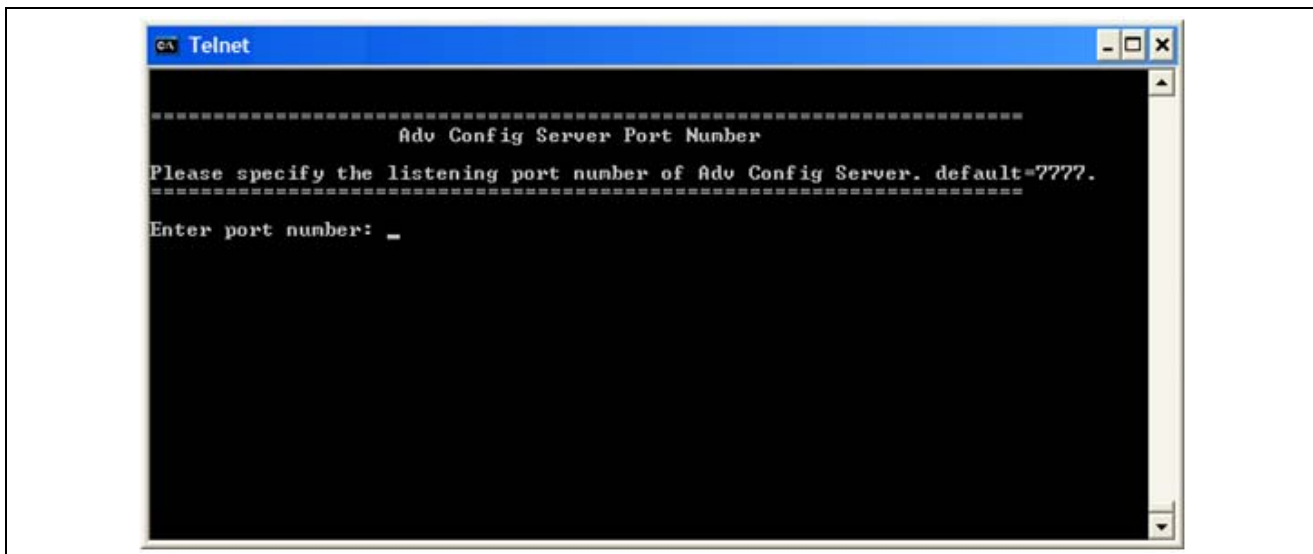 Telnet
======================================================================
Adv Config Server Port Number
Please specify the listening port number of Adv Config Server. default=7777.
======================================================================
Enter port number: _